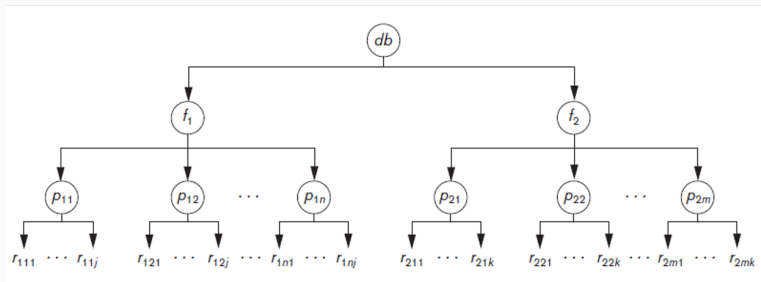 db
f₁ f₂
p₁₁ p₁₂ ··· p₁ₙ p₂₁ p₂₂ ··· p₂ₘ
r₁₁₁ ··· r₁₁ⱼ r₁₂₁ ··· r₁₂ⱼ ··· r₁ₙ₁ ··· r₁ₙⱼ r₂₁₁ ··· r₂₁ₖ r₂₂₁ ··· r₂₂ₖ ··· r₂ₘ₁ ··· r₂ₘₖ